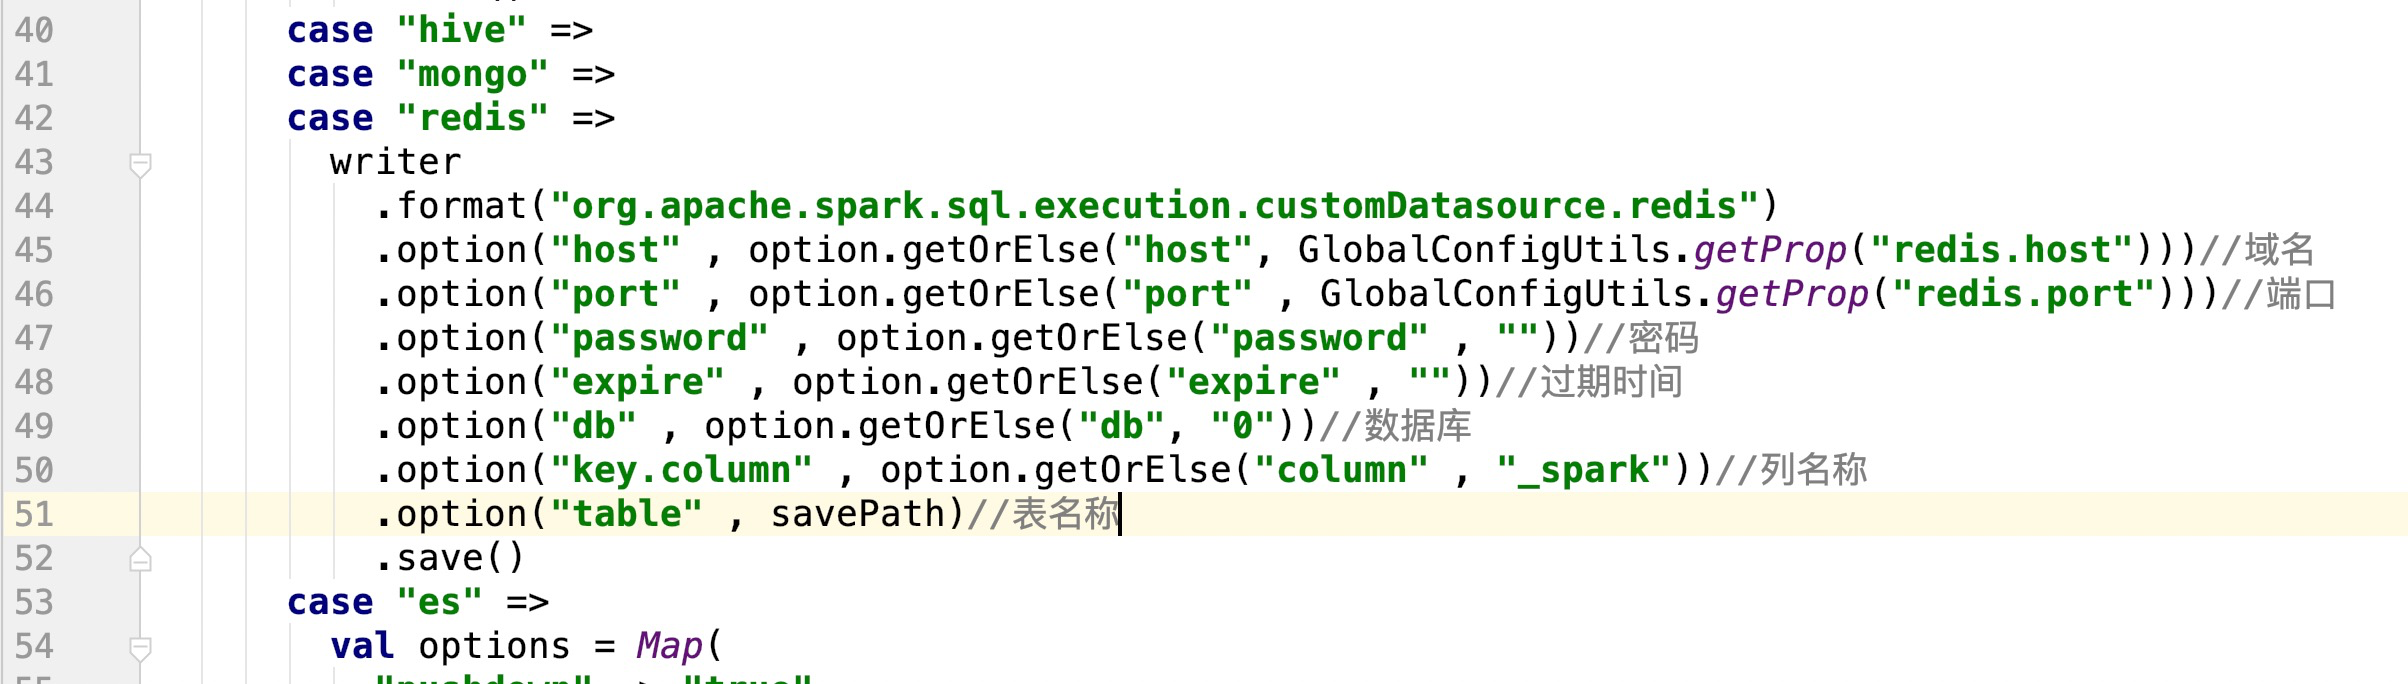 40 case "hive" =>
41 case "mongo" =>
42 case "redis" =>
43 writer
44 .format("org.apache.spark.sql.execution.customDatasource.redis")
45 .option("host" , option.getOrElse("host", GlobalConfigUtils.getProp("redis.host")))//域名
46 .option("port" , option.getOrElse("port" , GlobalConfigUtils.getProp("redis.port")))//端口
47 .option("password" , option.getOrElse("password" , ""))//密码
48 .option("expire" , option.getOrElse("expire" , ""))//过期时间
49 .option("db" , option.getOrElse("db", "0"))//数据库
50 .option("key.column" , option.getOrElse("column" , "_spark"))//列名称
51 .option("table" , savePath)//表名称
52 .save()
53 case "es" =>
54 val options = Map(